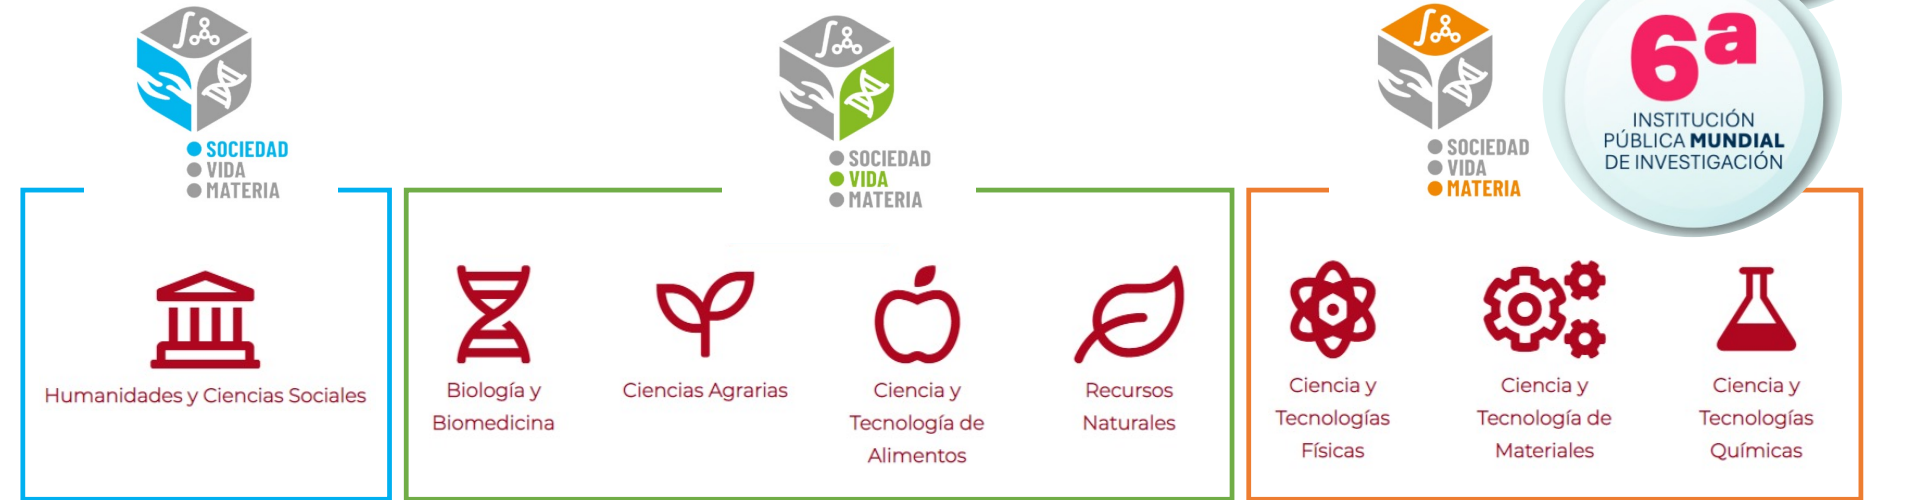 SOCIEDAD
VIDA
MATERIA
Humanidades y Ciencias Sociales
SOCIEDAD
VIDA
MATERIA
Biología y
Biomedicina
Ciencias Agrarias
Ciencia y
Tecnología de
Alimentos
Recursos
Naturales
SOCIEDAD
VIDA
MATERIA
Ciencia y
Tecnologías
Físicas
Ciencia y
Tecnología de
Materiales
Ciencia y
Tecnologías
Químicas
6ª
INSTITUCIÓN
PÚBLICA MUNDIAL
DE INVESTIGACIÓN